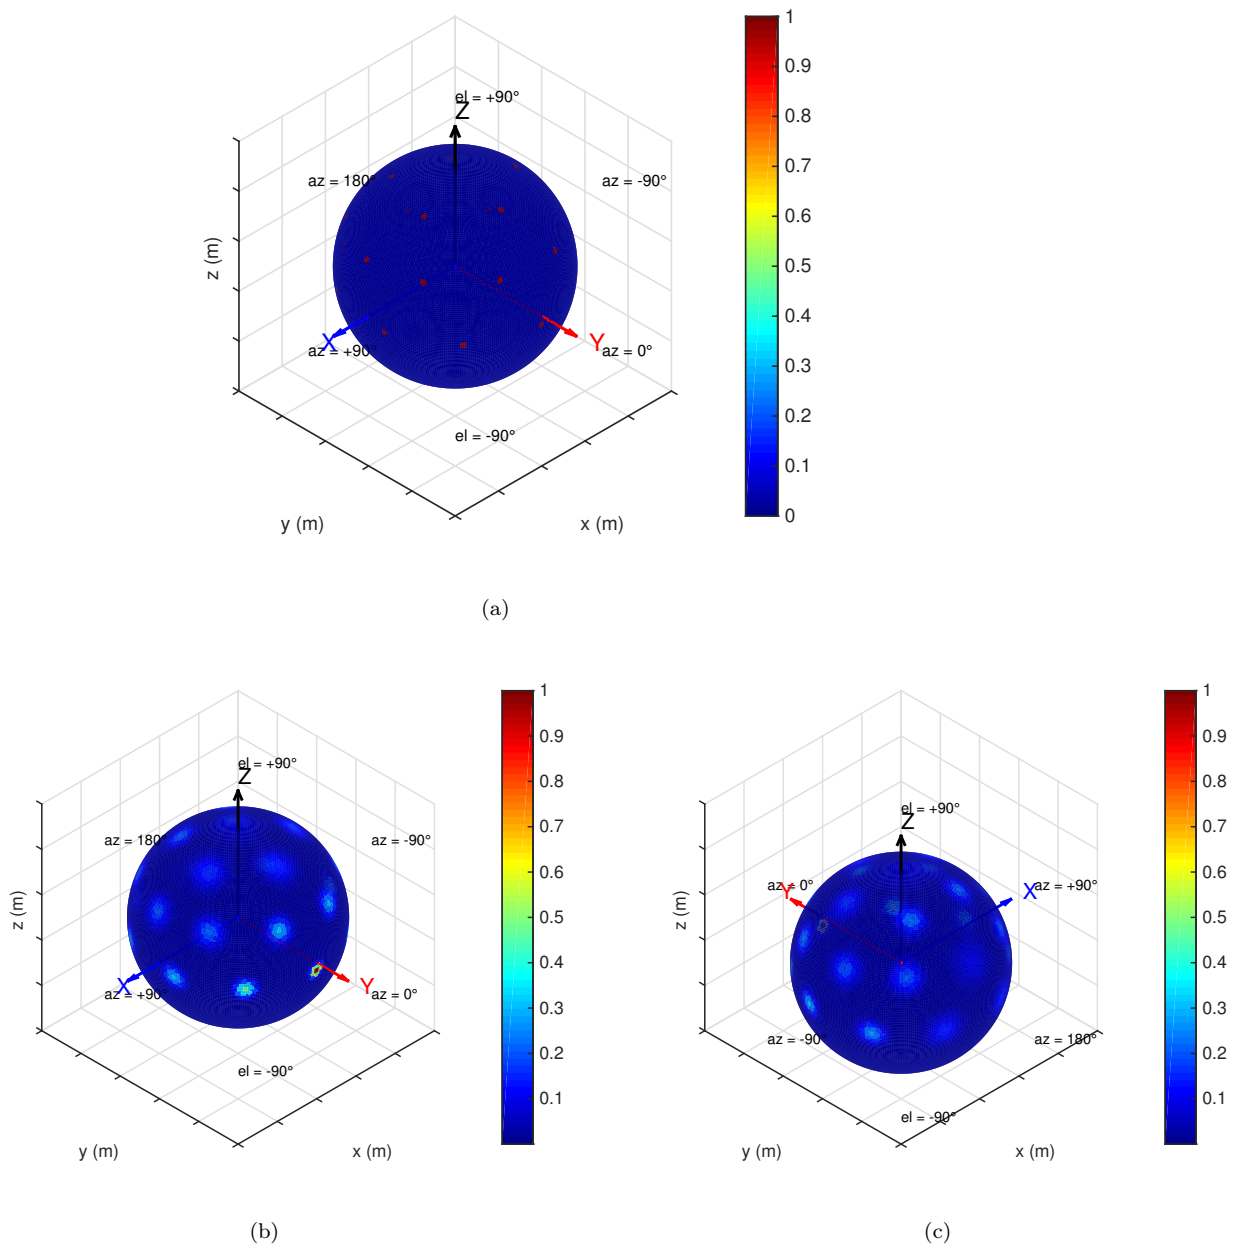 1
0.9
0.8
0.7
0.6
0.5
0.4
0.3
0.2
0.1
0
el = +90°
Z
az = 180°
az = -90°
z (m)
X
az = +90°
Y
az = 0°
el = -90°
y (m)
x (m)
(a)
1
0.9
0.8
0.7
0.6
0.5
0.4
0.3
0.2
0.1
el = +90°
Z
az = 180°
az = -90°
z (m)
X
az = +90°
Y
az = 0°
el = -90°
y (m)
x (m)
(b)
1
0.9
0.8
0.7
0.6
0.5
0.4
0.3
0.2
0.1
el = +90°
Z
az = 0°
Y
X
az = +90°
z (m)
az = -90
az = 180°
el = -90°
y (m)
x (m)
(c)